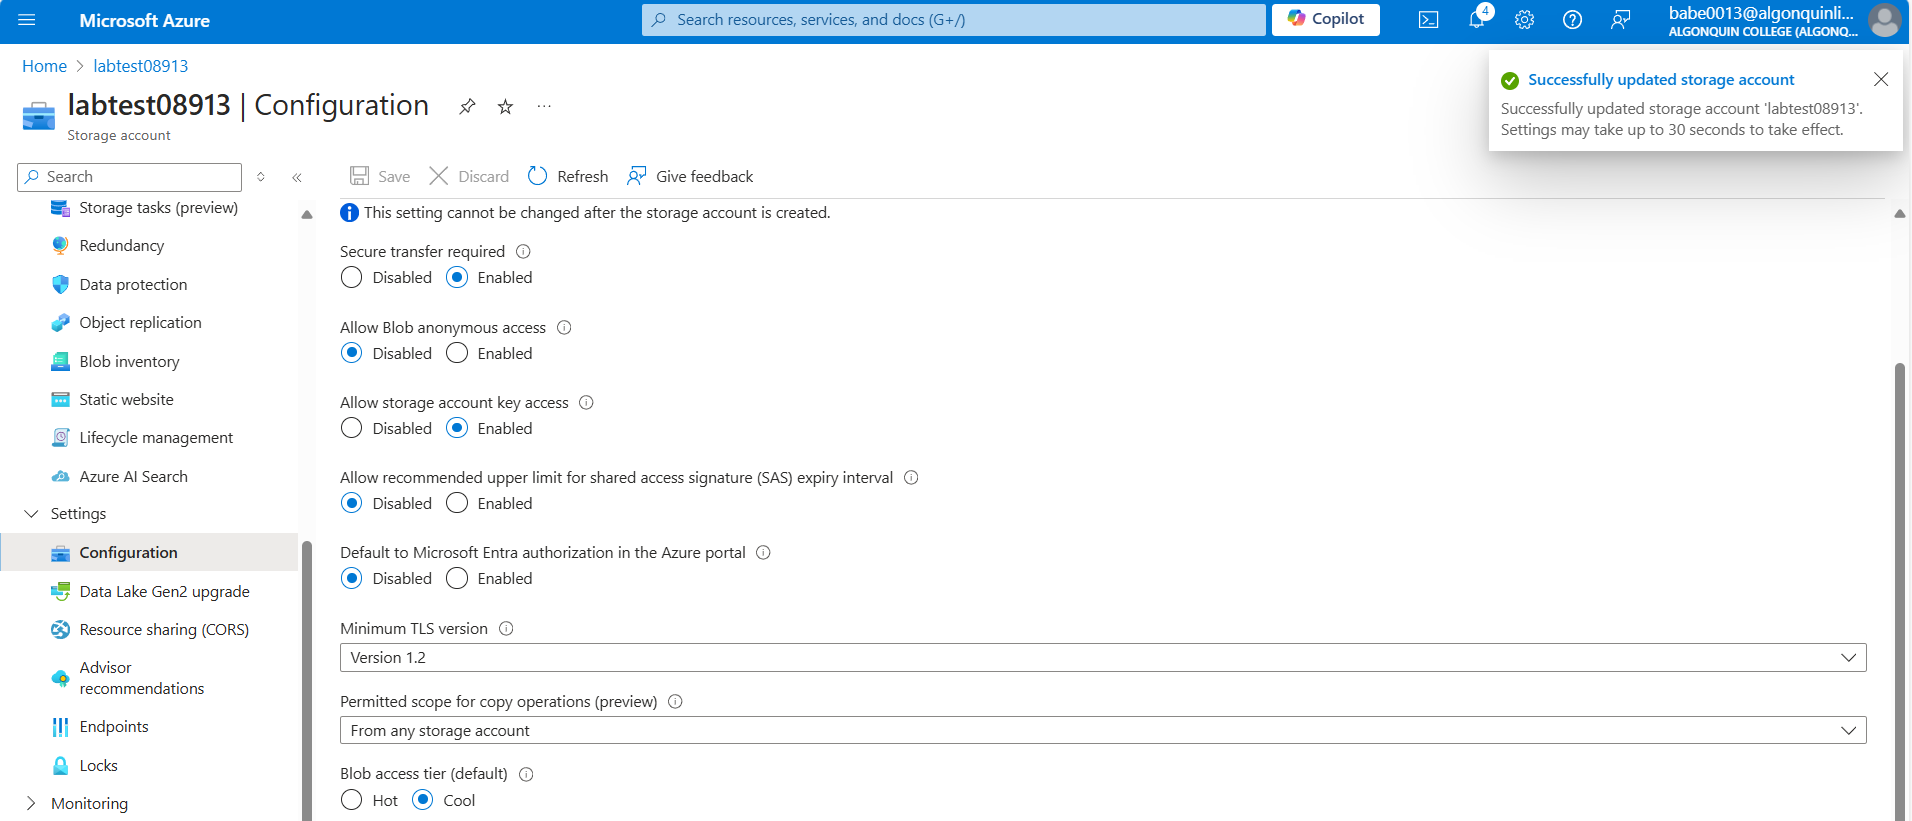 Microsoft Azure
Search resources, services, and docs (G+/)
Copilot
4
babe0013@algonquinli...
ALGONQUIN COLLEGE (ALGONQ...
Home > labtest08913
labtest08913 | Configuration
Storage account
Successfully updated storage account
Successfully updated storage account 'labtest08913'.
Settings may take up to 30 seconds to take effect.
Search
Storage tasks (preview)
Redundancy
Data protection
Object replication
Blob inventory
Static website
Lifecycle management
Azure AI Search
Settings
Configuration
Data Lake Gen2 upgrade
Resource sharing (CORS)
Advisor
recommendations
Endpoints
Locks
Monitoring
Save Discard Refresh Give feedback
This setting cannot be changed after the storage account is created.
Secure transfer required
Disabled Enabled
Allow Blob anonymous access
Disabled Enabled
Allow storage account key access
Disabled Enabled
Allow recommended upper limit for shared access signature (SAS) expiry interval
Disabled Enabled
Default to Microsoft Entra authorization in the Azure portal
Disabled Enabled
Minimum TLS version
Version 1.2
Permitted scope for copy operations (preview)
From any storage account
Blob access tier (default)
Hot Cool